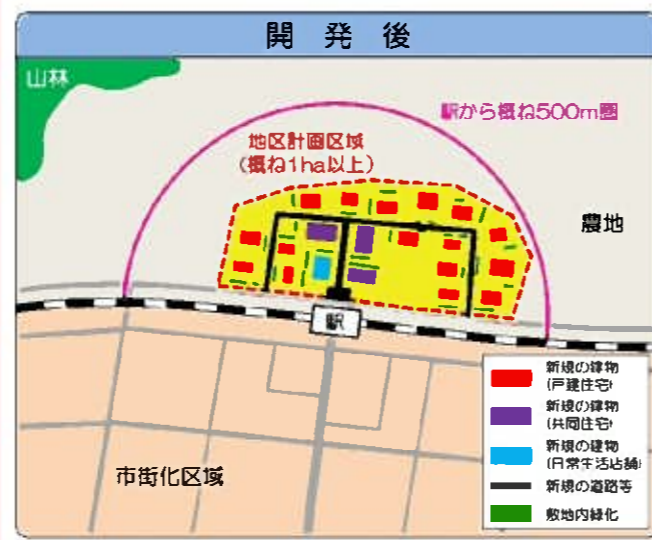 開発後
山林
駅から概ね500m圏
地区計画区域
(概ね1ha以上)
農地
駅
市街化区域
新規の建物
(戸建住宅)
新規の建物
(共同住宅)
新規の建物
(日常生活店舗)
新規の道路等
敷地内緑化